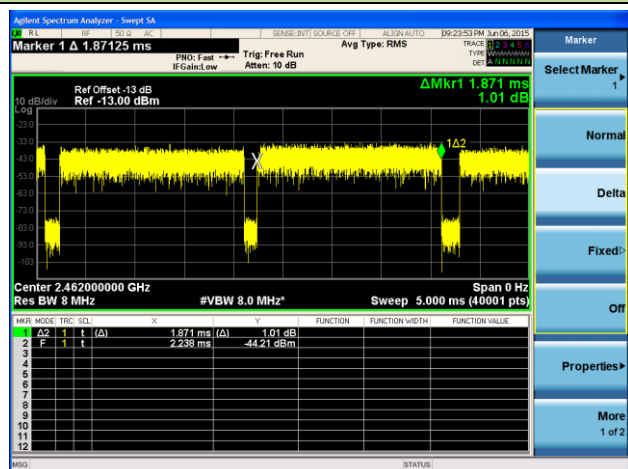 Agilent Spectrum Analyzer - Swept SA
RL RF 50 Ω AC SENSE:INT SOURCE OFF ALIGN AUTO 09:23:53 PM Jun 06, 2015
Marker 1 Δ 1.87125 ms
PNO: Fast
IFGain:Low
Trig: Free Run
Atten: 10 dB
Avg Type: RMS
TRACE 1 2 3 4 5 6
TYPE
DET A N N N N N
ΔMkr1 1.871 ms
1.01 dB
Ref Offset -13 dB
10 dB/div Ref -13.00 dBm
Log
-23.0
-33.0
-43.0
-53.0
-63.0
-73.0
-83.0
-93.0
-103
1Δ2
Center 2.462000000 GHz Span 0 Hz
Res BW 8 MHz #VBW 8.0 MHz* Sweep 5.000 ms (40001 pts)
MKR MODE TRC SCL X Y FUNCTION FUNCTION WIDTH FUNCTION VALUE
1 Δ2 1 t (Δ) 1.871 ms (Δ) 1.01 dB
2 F 1 t 2.238 ms -44.21 dBm
3
4
5
6
7
8
9
10
11
12
MSG STATUS
Marker
Select Marker
1
Normal
Delta
Fixed
Off
Properties
More
1 of 2